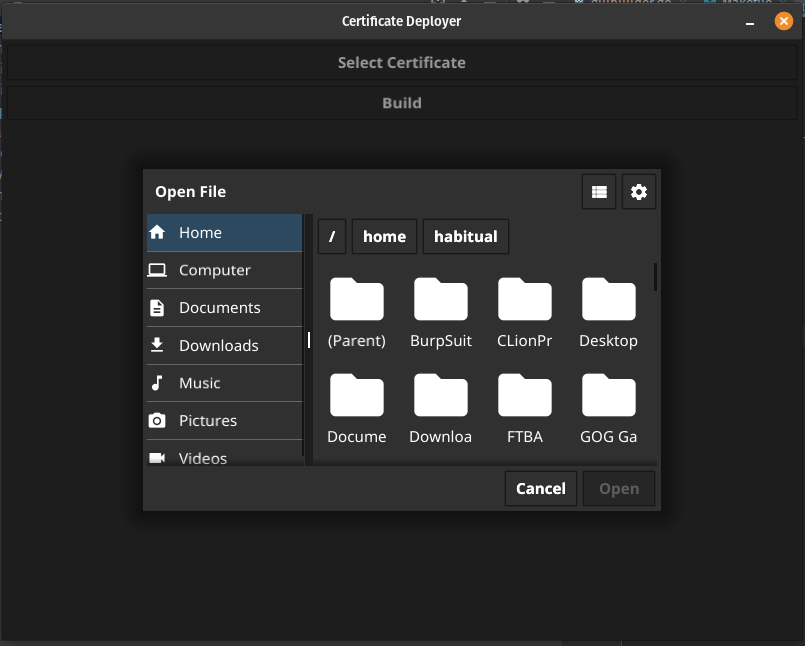 Certificate Deployer
Select Certificate
Build
Open File
Home
Computer
Documents
Downloads
Music
Pictures
Videos
/ home habitual
(Parent) BurpSuit CLionPr Desktop
Docume Downloa FTBA GOG Ga
Cancel Open